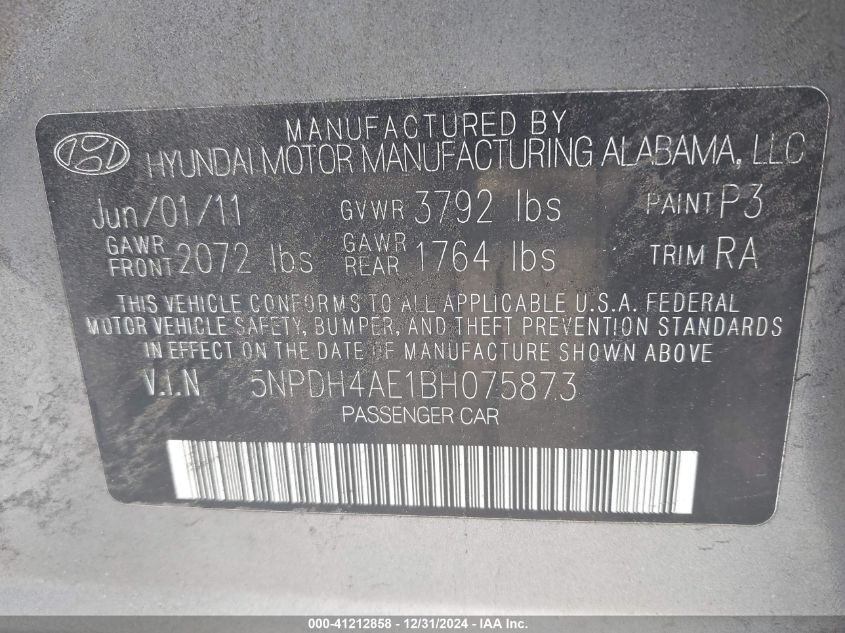 MANUFACTURED BY
HYUNDAI MOTOR MANUFACTURING ALABAMA, LLC
Jun/01/11 GVWR 3792 lbs PAINT P3
GAWR FRONT 2072 lbs GAWR REAR 1764 lbs TRIM RA
THIS VEHICLE CONFORMS TO ALL APPLICABLE U.S.A. FEDERAL
MOTOR VEHICLE SAFETY, BUMPER, AND THEFT PREVENTION STANDARDS
IN EFFECT ON THE DATE OF MANUFACTURE SHOWN ABOVE
V.I.N 5NPDH4AE1BH075873
PASSENGER CAR
000-41212858 - 12/31/2024 - IAA Inc.